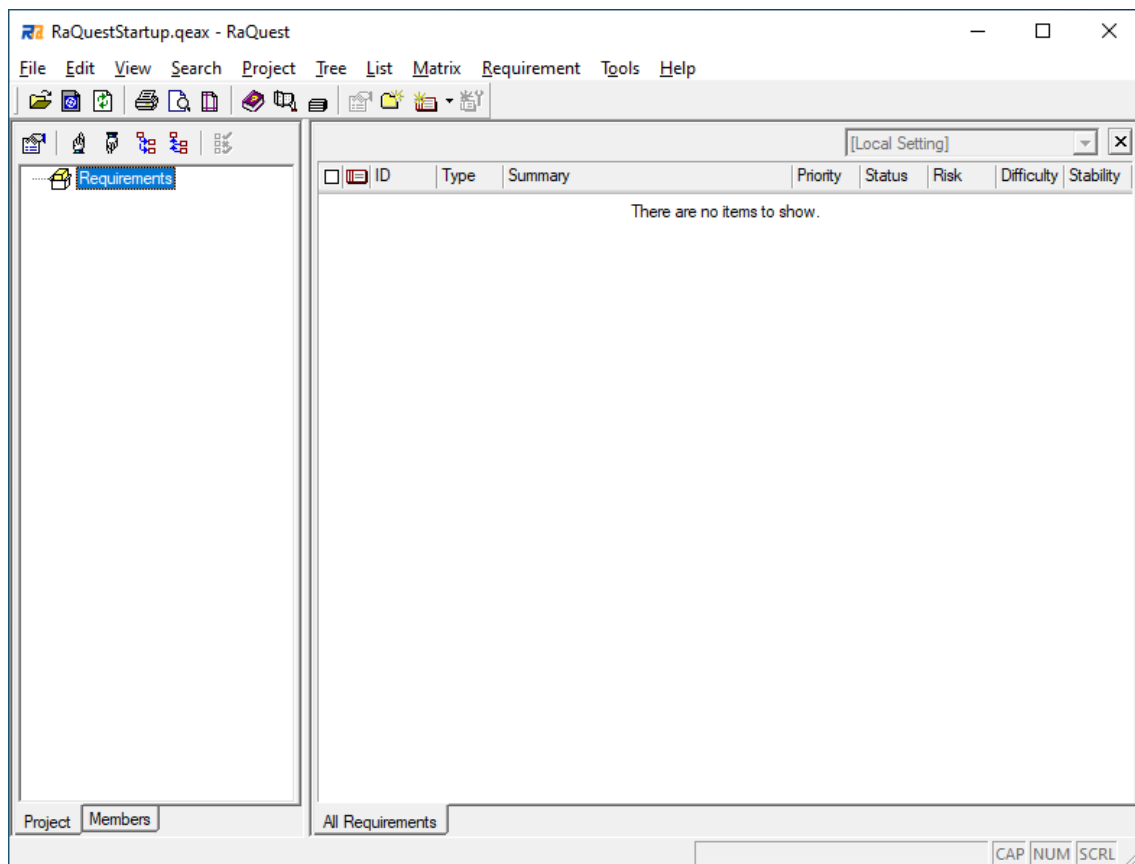 Ra RaQuestStartup.qeax - RaQuest
File Edit View Search Project Tree List Matrix Requirement Tools Help
[Local Setting]
Requirements
ID Type Summary Priority Status Risk Difficulty Stability
There are no items to show.
Project Members
All Requirements
CAP NUM SCRL